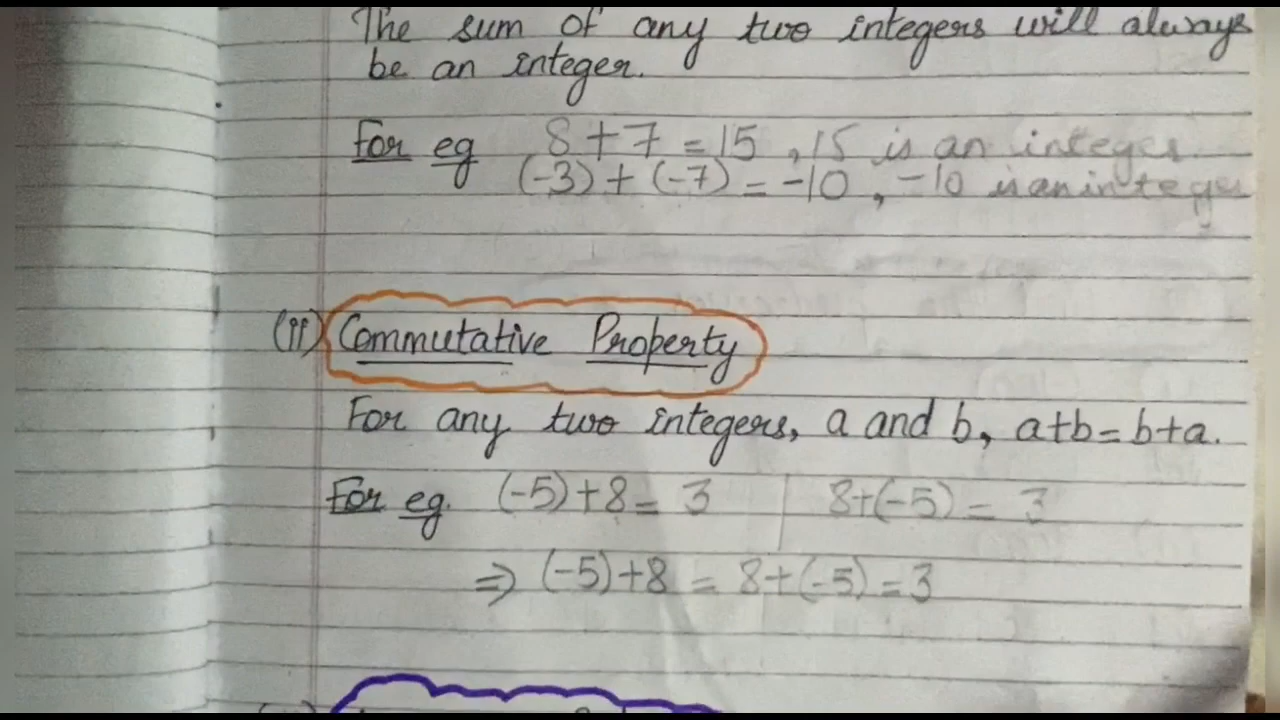 The sum of any two integers will always
be an integer.
For eg 8+7 = 15, 15 is an integer.
(-3)+(-7) = -10, -10 is an integer
(ii) Commutative Property
For any two integers, a and b, a+b=b+a.
For eg. (-5)+8 = 3 | 8+(-5) = 3
⇒ (-5)+8 = 8+(-5) = 3